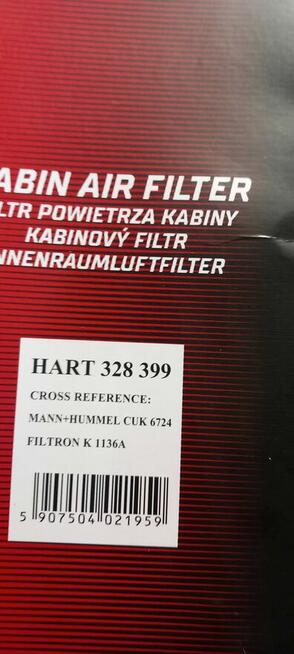 ABIN AIR FILTER
LTR POWIETRZA KABINY
KABINOVÝ FILTR
NNENRAUMLUFTFILTER
HART 328 399
CROSS REFERENCE:
MANN+HUMMEL CUK 6724
FILTRON K 1136A
5 907504 021959